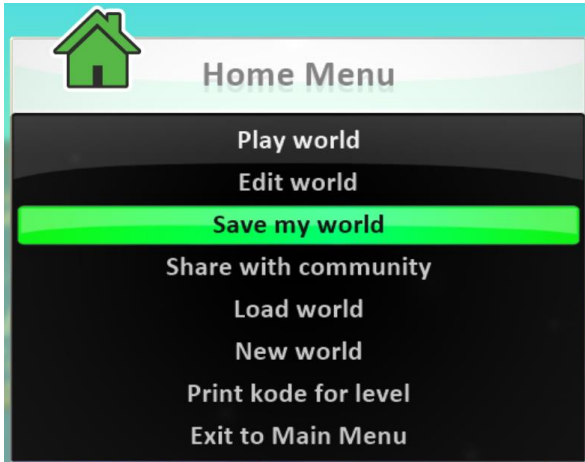 Home Menu
Play world
Edit world
Save my world
Share with community
Load world
New world
Print kode for level
Exit to Main Menu